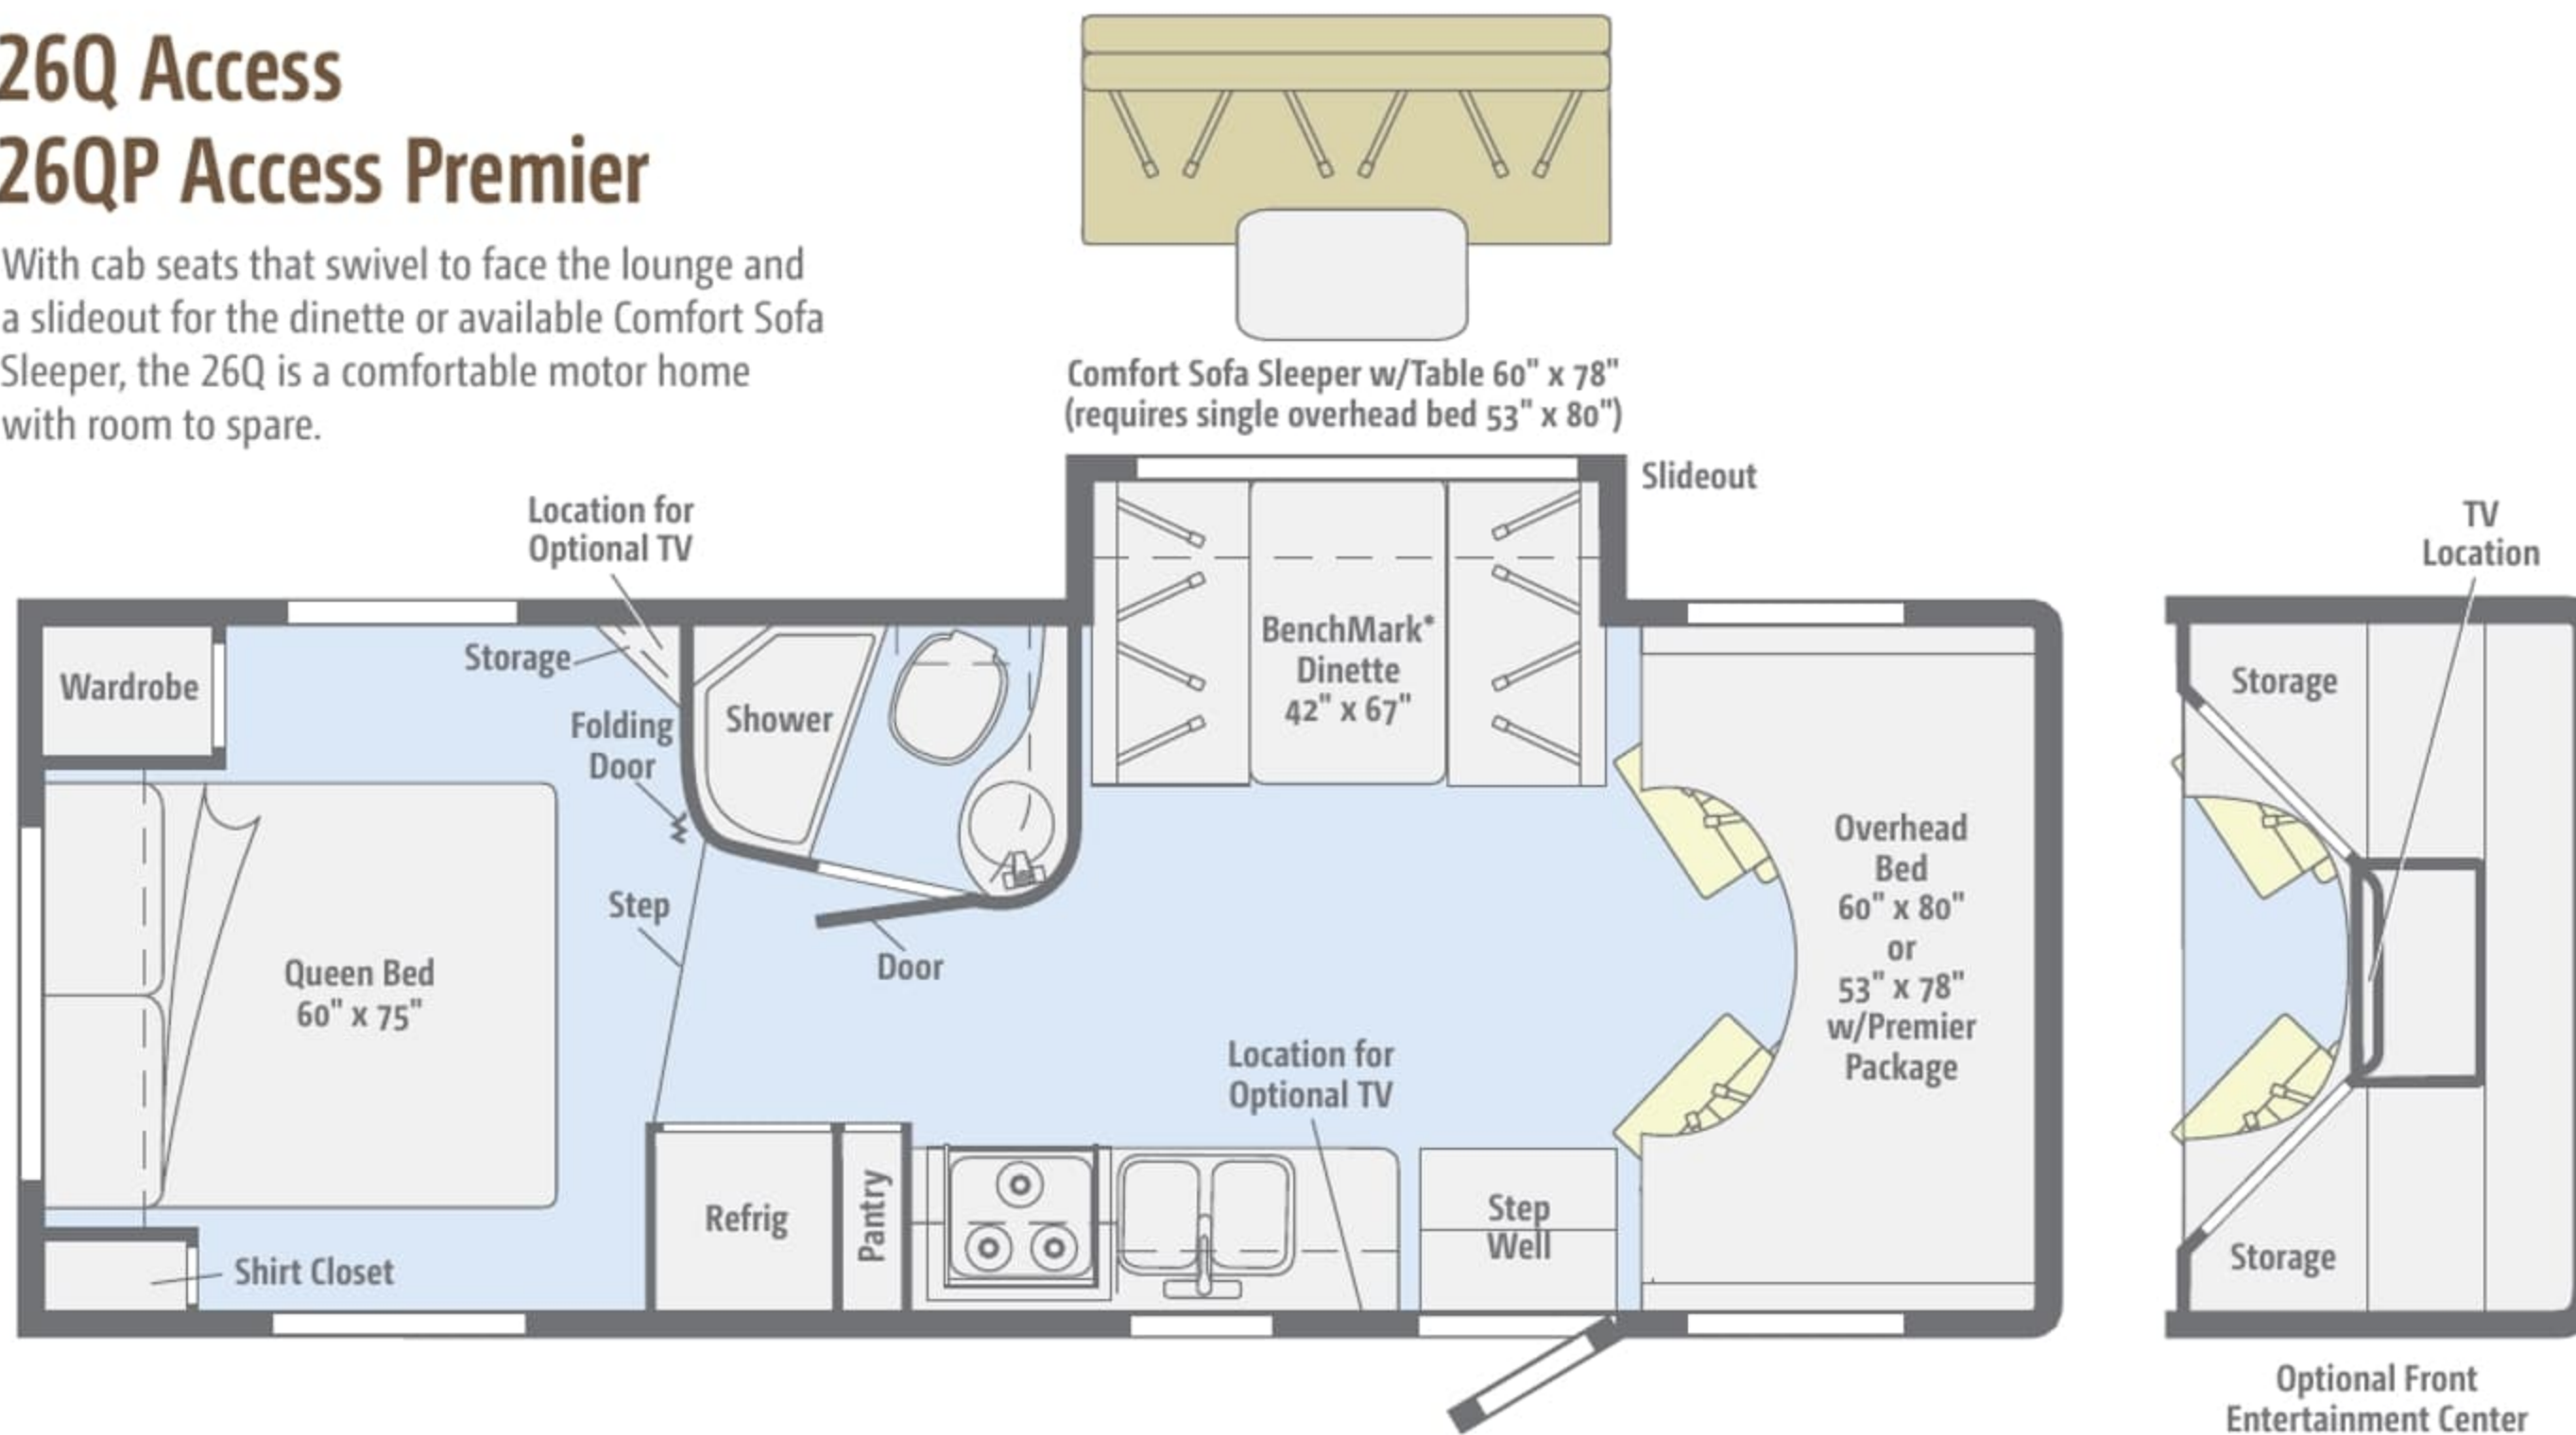 26Q Access
26QP Access Premier
With cab seats that swivel to face the lounge and
a slideout for the dinette or available Comfort Sofa
Sleeper, the 26Q is a comfortable motor home
with room to spare.
Comfort Sofa Sleeper w/Table 60" x 78"
(requires single overhead bed 53" x 80")
Slideout
Location for
Optional TV
TV
Location
Wardrobe
Storage
Folding
Door
Shower
BenchMark*
Dinette
42" x 67"
Storage
Overhead
Bed
60" x 80"
or
53" x 78"
w/Premier
Package
Step
Door
Queen Bed
60" x 75"
Location for
Optional TV
Refrig
Pantry
Step
Well
Shirt Closet
Storage
Optional Front
Entertainment Center